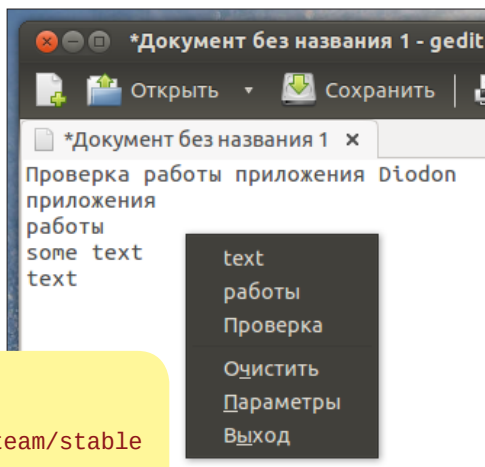 *Документ без названия 1 - gedit
Открыть Сохранить
*Документ без названия 1 ×
Проверка работы приложения Diodon
приложения
работы
some text
text
text
работы
Проверка
Очистить
Параметры
Выход
team/stable